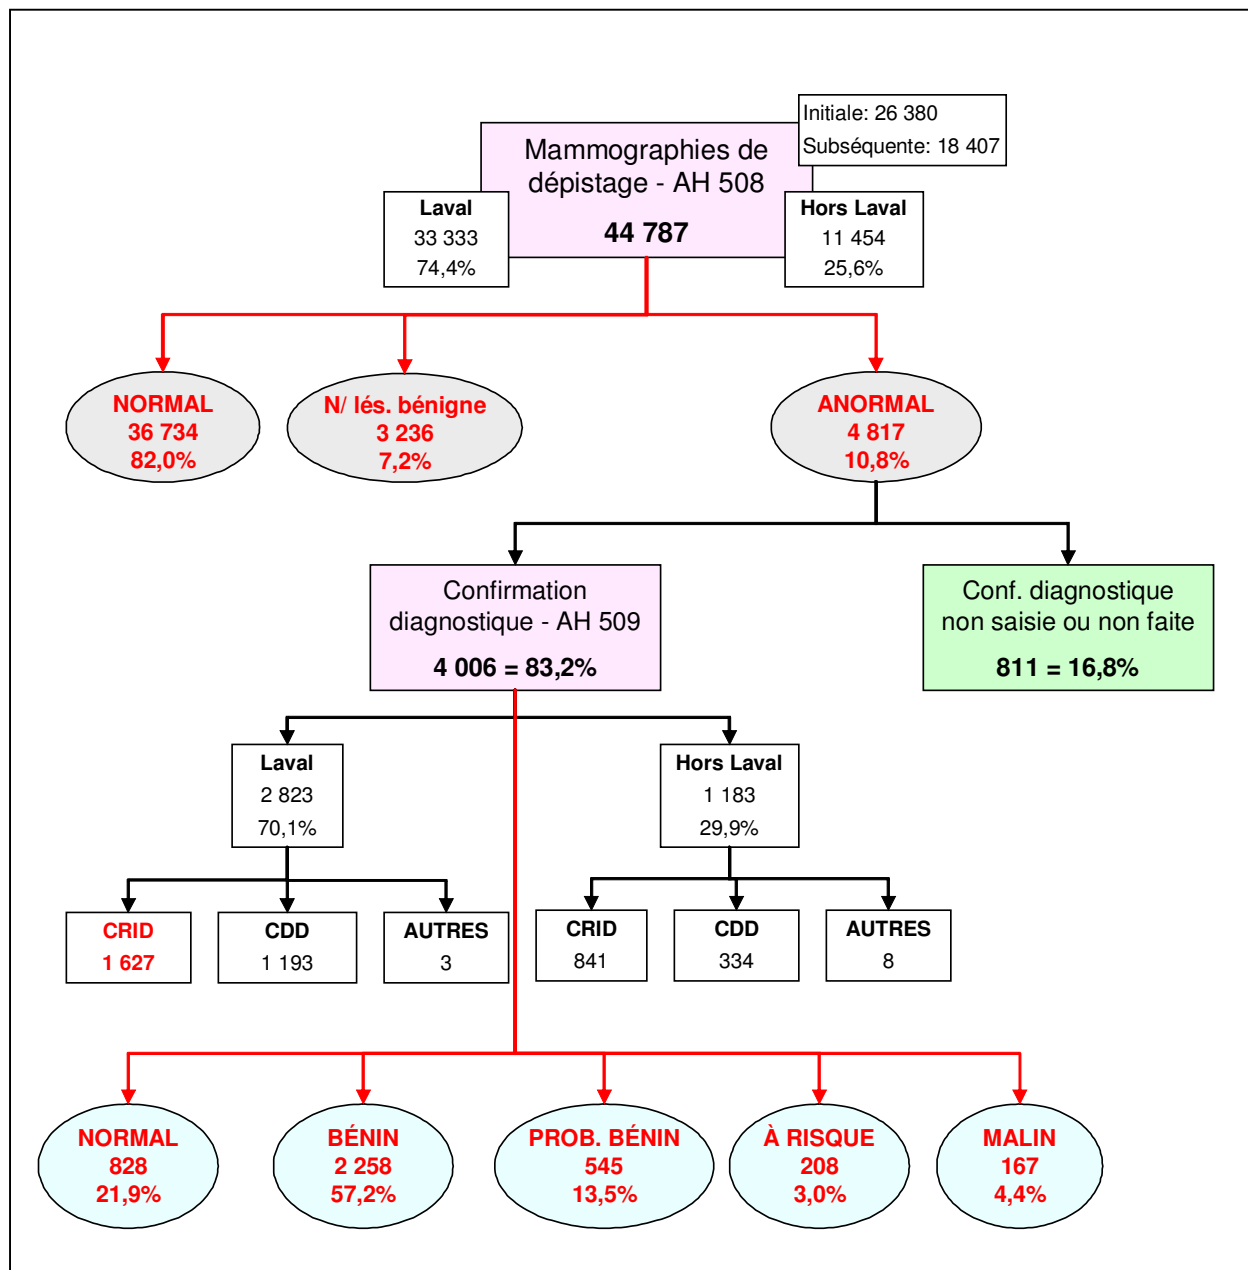 Initiale: 26 380
Subséquente: 18 407
Mammographies de
dépistage - AH 508
44 787
Laval
33 333
74,4%
Hors Laval
11 454
25,6%
NORMAL
36 734
82,0%
N/ lés. bénigne
3 236
7,2%
ANORMAL
4 817
10,8%
Confirmation
diagnostique - AH 509
4 006 = 83,2%
Conf. diagnostique
non saisie ou non faite
811 = 16,8%
Laval
2 823
70,1%
Hors Laval
1 183
29,9%
CRID
1 627
CDD
1 193
AUTRES
3
CRID
841
CDD
334
AUTRES
8
NORMAL
828
21,9%
BÉNIN
2 258
57,2%
PROB. BÉNIN
545
13,5%
À RISQUE
208
3,0%
MALIN
167
4,4%